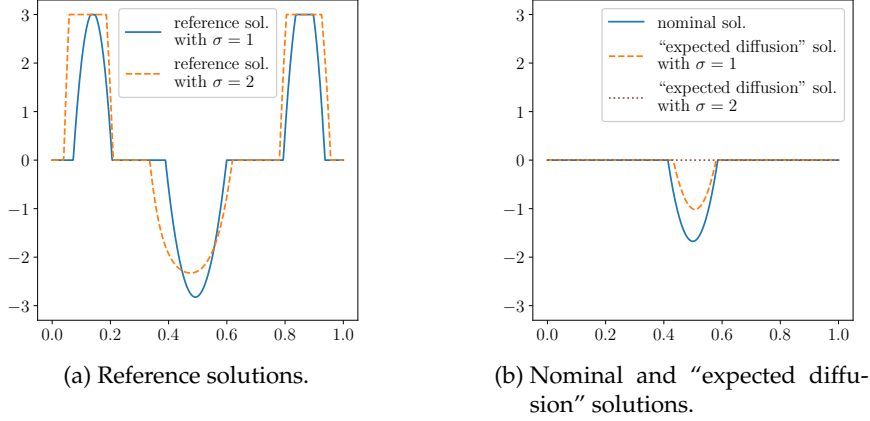 3
2
1
0
−1
−2
−3
0.0 0.2 0.4 0.6 0.8 1.0
reference sol.
with σ = 1
reference sol.
with σ = 2
(a) Reference solutions.
3
2
1
0
−1
−2
−3
0.0 0.2 0.4 0.6 0.8 1.0
nominal sol.
“expected diffusion” sol.
with σ = 1
“expected diffusion” sol.
with σ = 2
(b) Nominal and “expected diffu-
sion” solutions.